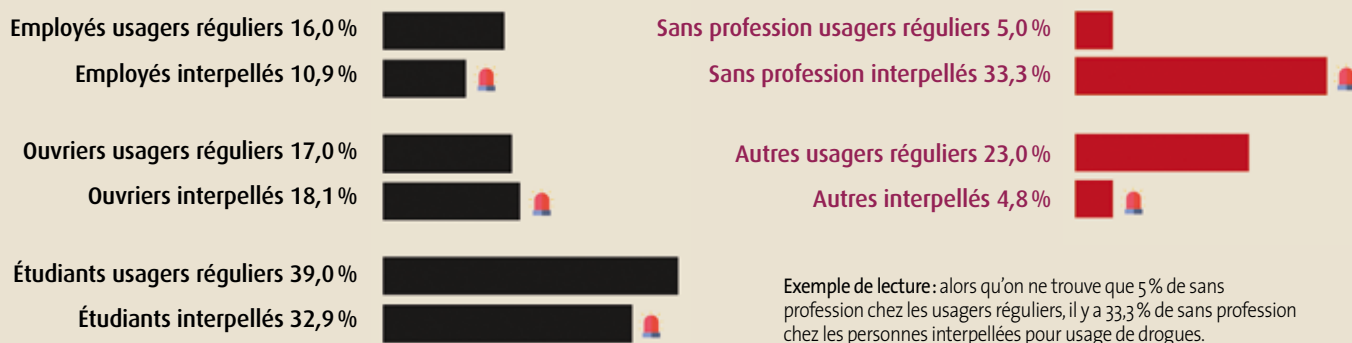 Employés usagers réguliers 16,0 %
Employés interpellés 10,9 %
Ouvriers usagers réguliers 17,0 %
Ouvriers interpellés 18,1 %
Étudiants usagers réguliers 39,0 %
Étudiants interpellés 32,9 %
Sans profession usagers réguliers 5,0 %
Sans profession interpellés 33,3 %
Autres usagers réguliers 23,0 %
Autres interpellés 4,8 %
Exemple de lecture : alors qu'on ne trouve que 5 % de sans
profession chez les usagers réguliers, il y a 33,3 % de sans profession
chez les personnes interpellées pour usage de drogues.